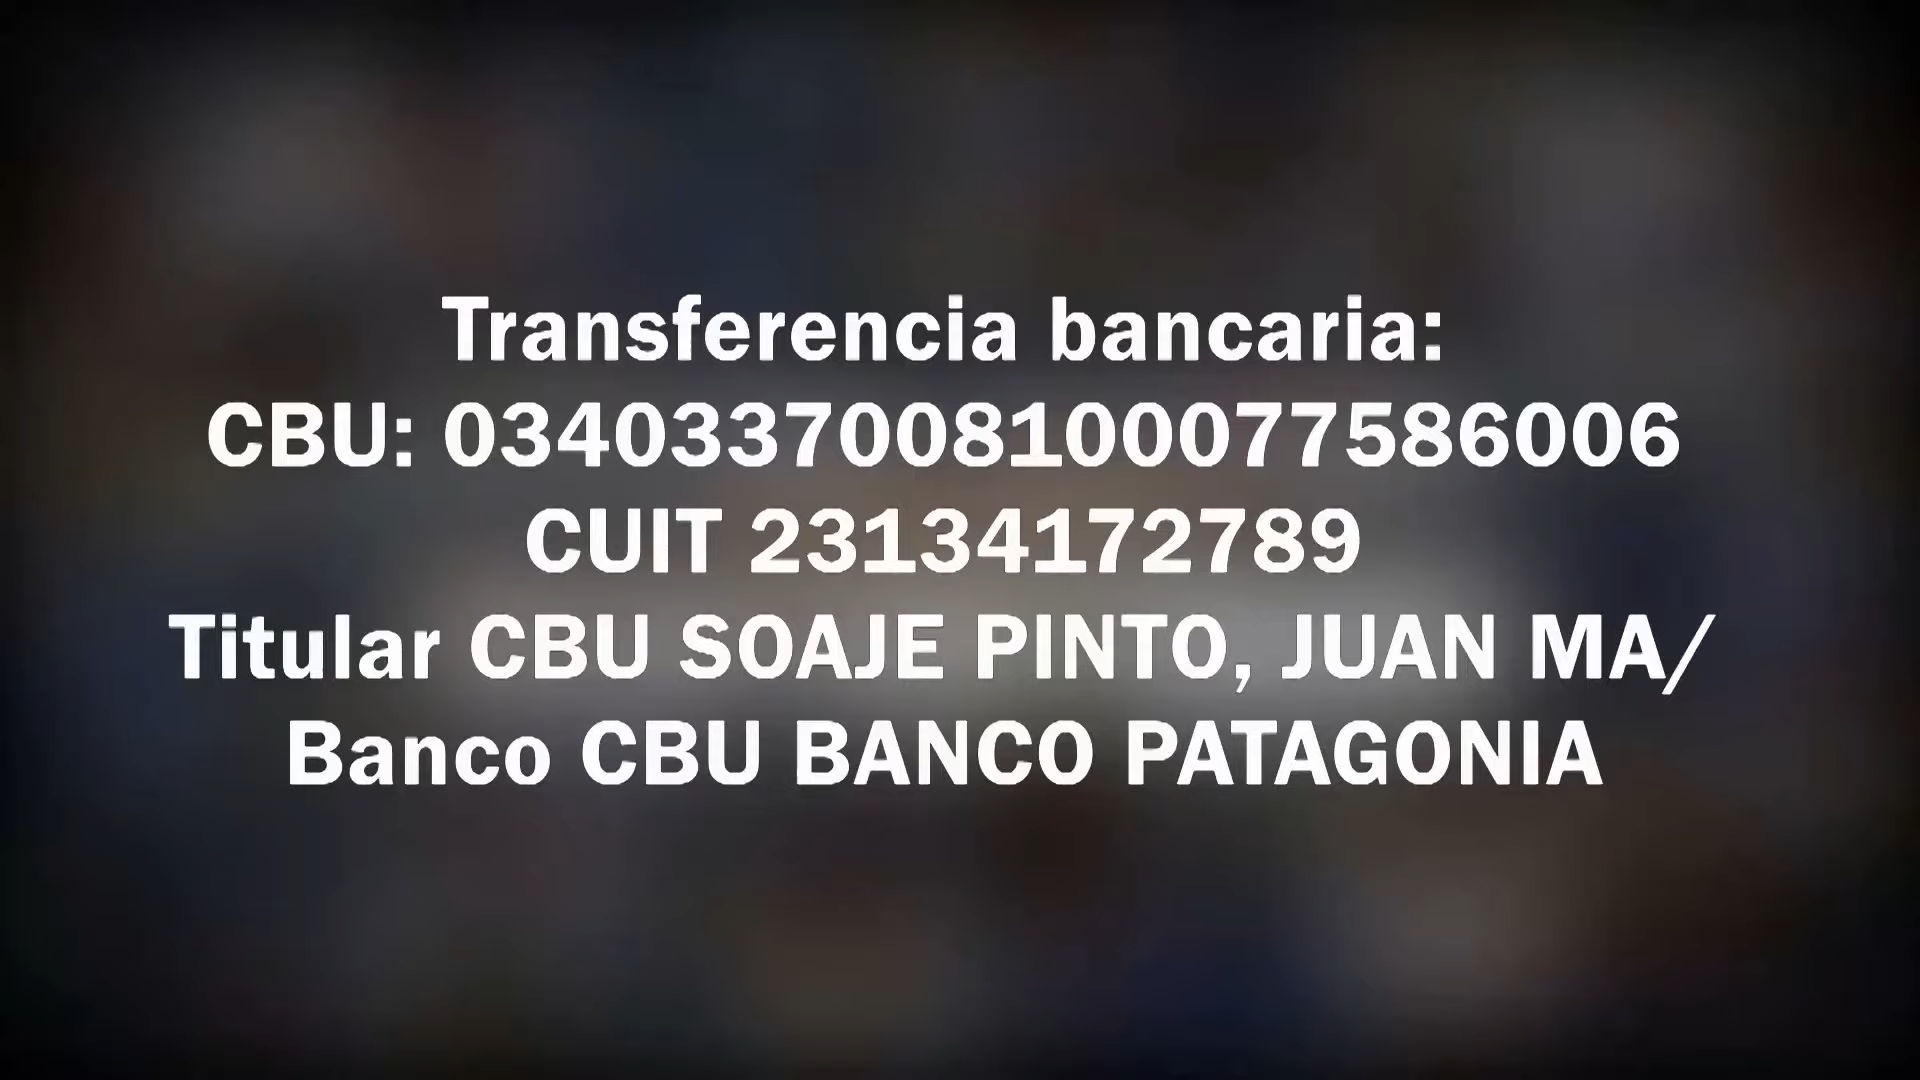 Transferencia bancaria:
CBU: 0340337008100077586006
CUIT 23134172789
Titular CBU SOAJE PINTO, JUAN MA/
Banco CBU BANCO PATAGONIA